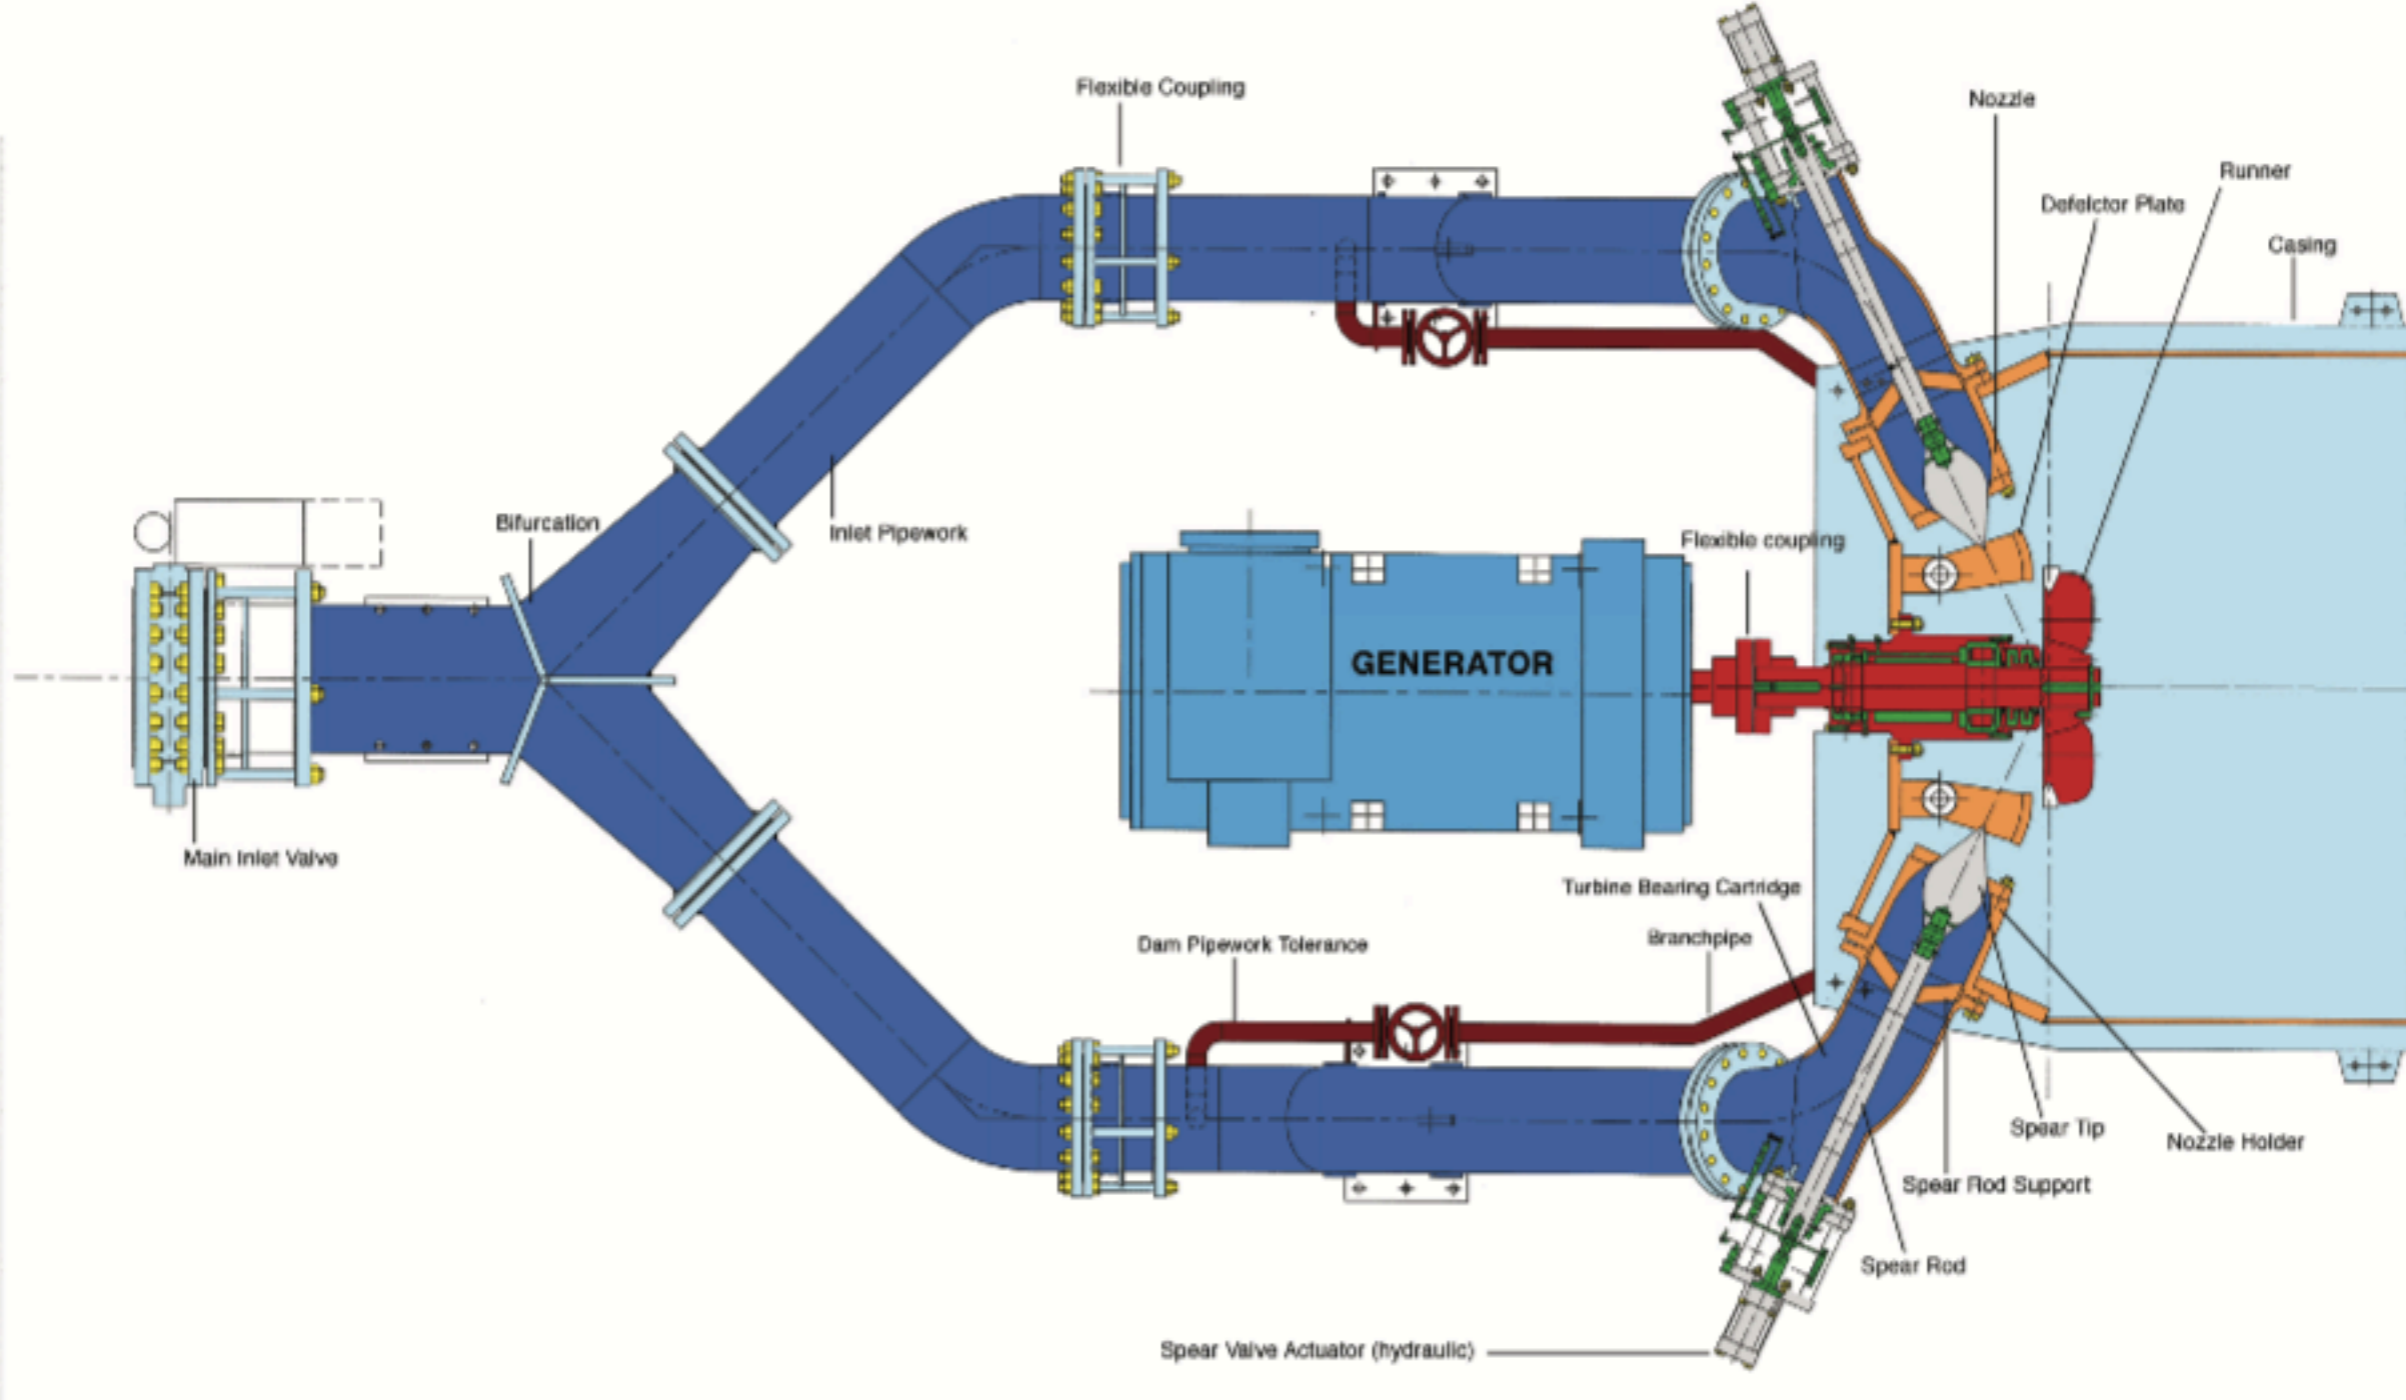 Flexible Coupling
Nozzle
Runner
Defelctor Plate
Casing
Bifurcation
Inlet Pipework
Flexible coupling
GENERATOR
Main Inlet Valve
Turbine Bearing Cartridge
Branchpipe
Dam Pipework Tolerance
Spear Tip
Nozzle Holder
Spear Rod Support
Spear Rod
Spear Valve Actuator (hydraulic)